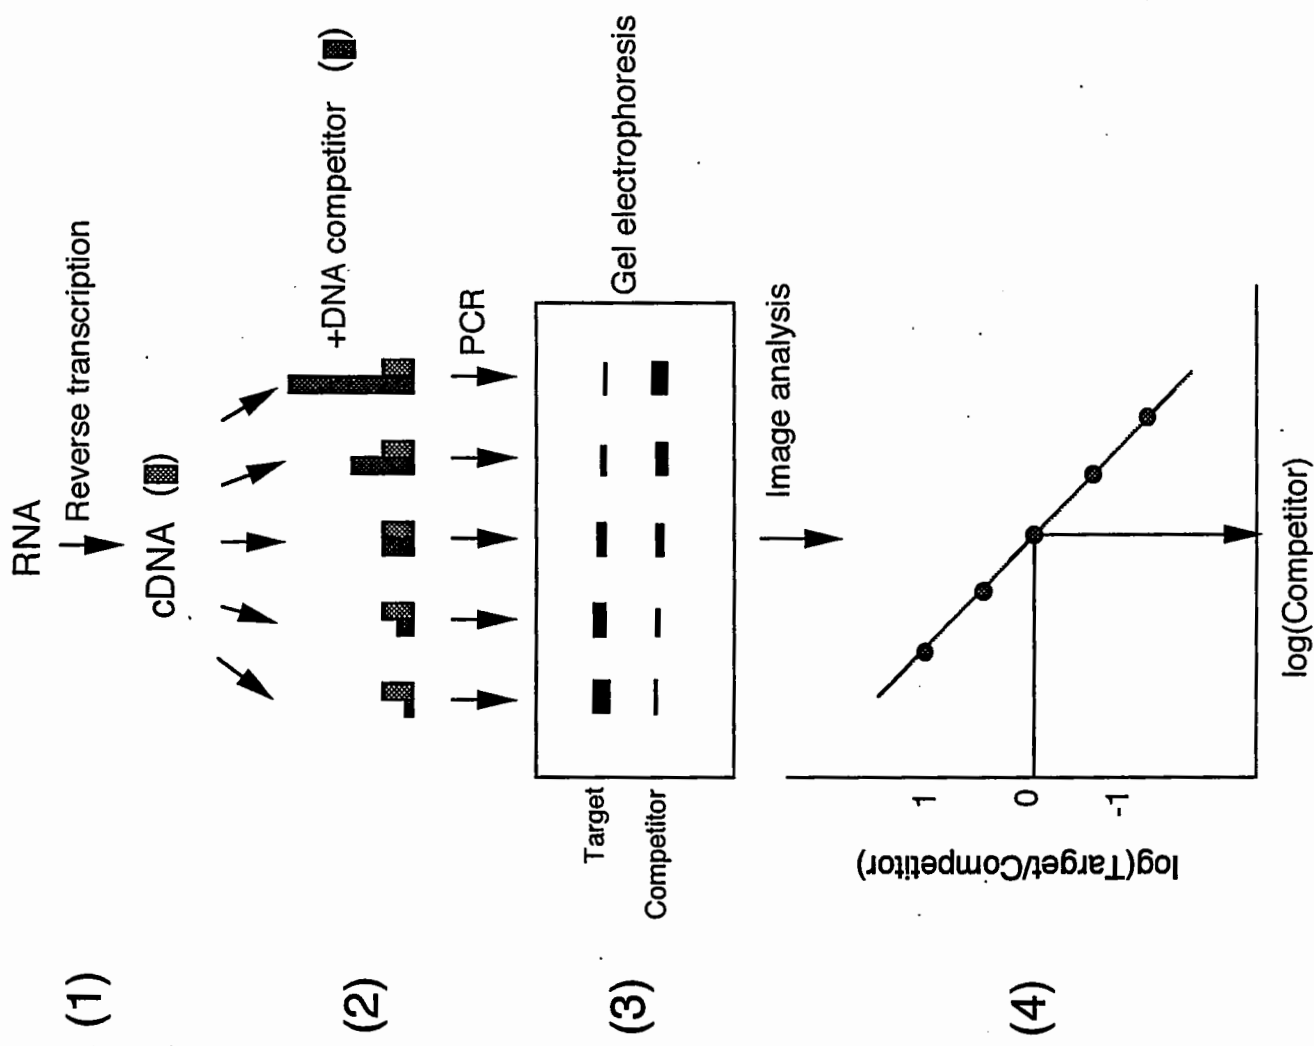 (1)
RNA
Reverse transcription
cDNA ( )
(2)
+DNA competitor ( )
PCR
(3)
Target
Competitor
Gel electrophoresis
Image analysis
(4)
log(Target/Competitor)
1
0
-1
log(Competitor)